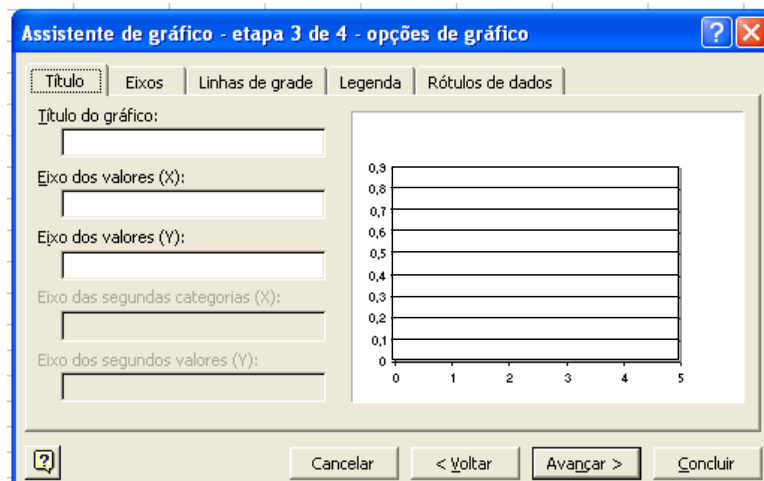 Assistente de gráfico - etapa 3 de 4 - opções de gráfico
Título Eixos Linhas de grade Legenda Rótulos de dados
Título do gráfico:
Eixo dos valores (X):
Eixo dos valores (Y):
Eixo das segundas categorias (X):
Eixo dos segundos valores (Y):
0,9
0,8
0,7
0,6
0,5
0,4
0,3
0,2
0,1
0
0 1 2 3 4 5
Cancelar < Voltar Avançar > Concluir